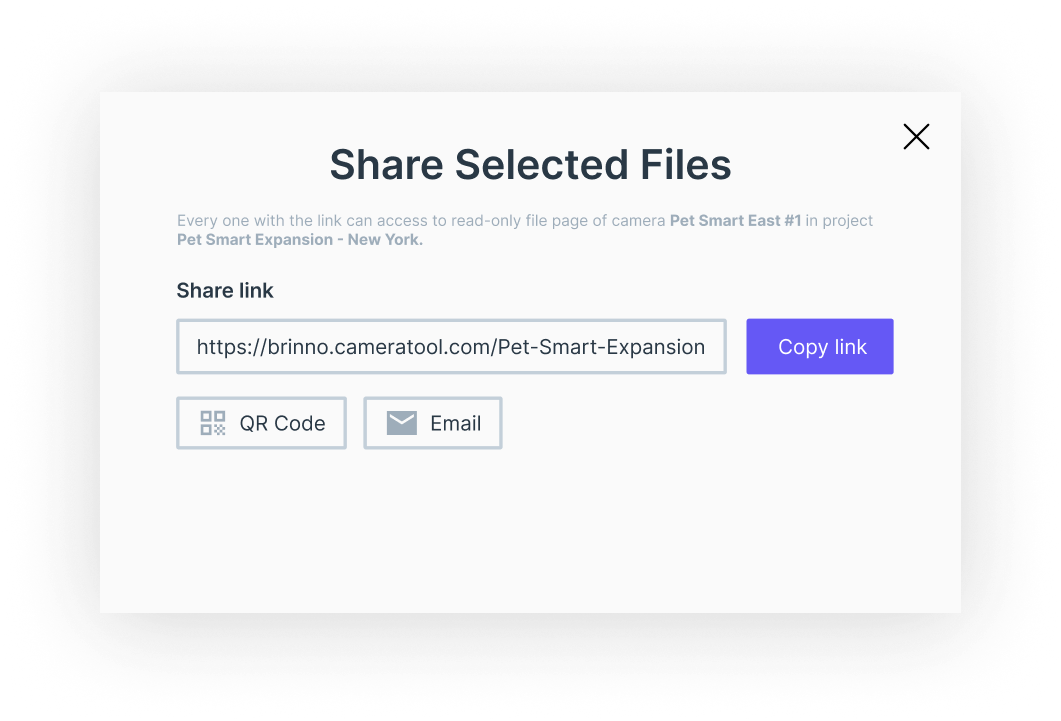 Share Selected Files
Every one with the link can access to read-only file page of camera Pet Smart East #1 in project
Pet Smart Expansion - New York.
Share link
https://brinno.cameratool.com/Pet-Smart-Expansion
Copy link
QR Code
Email